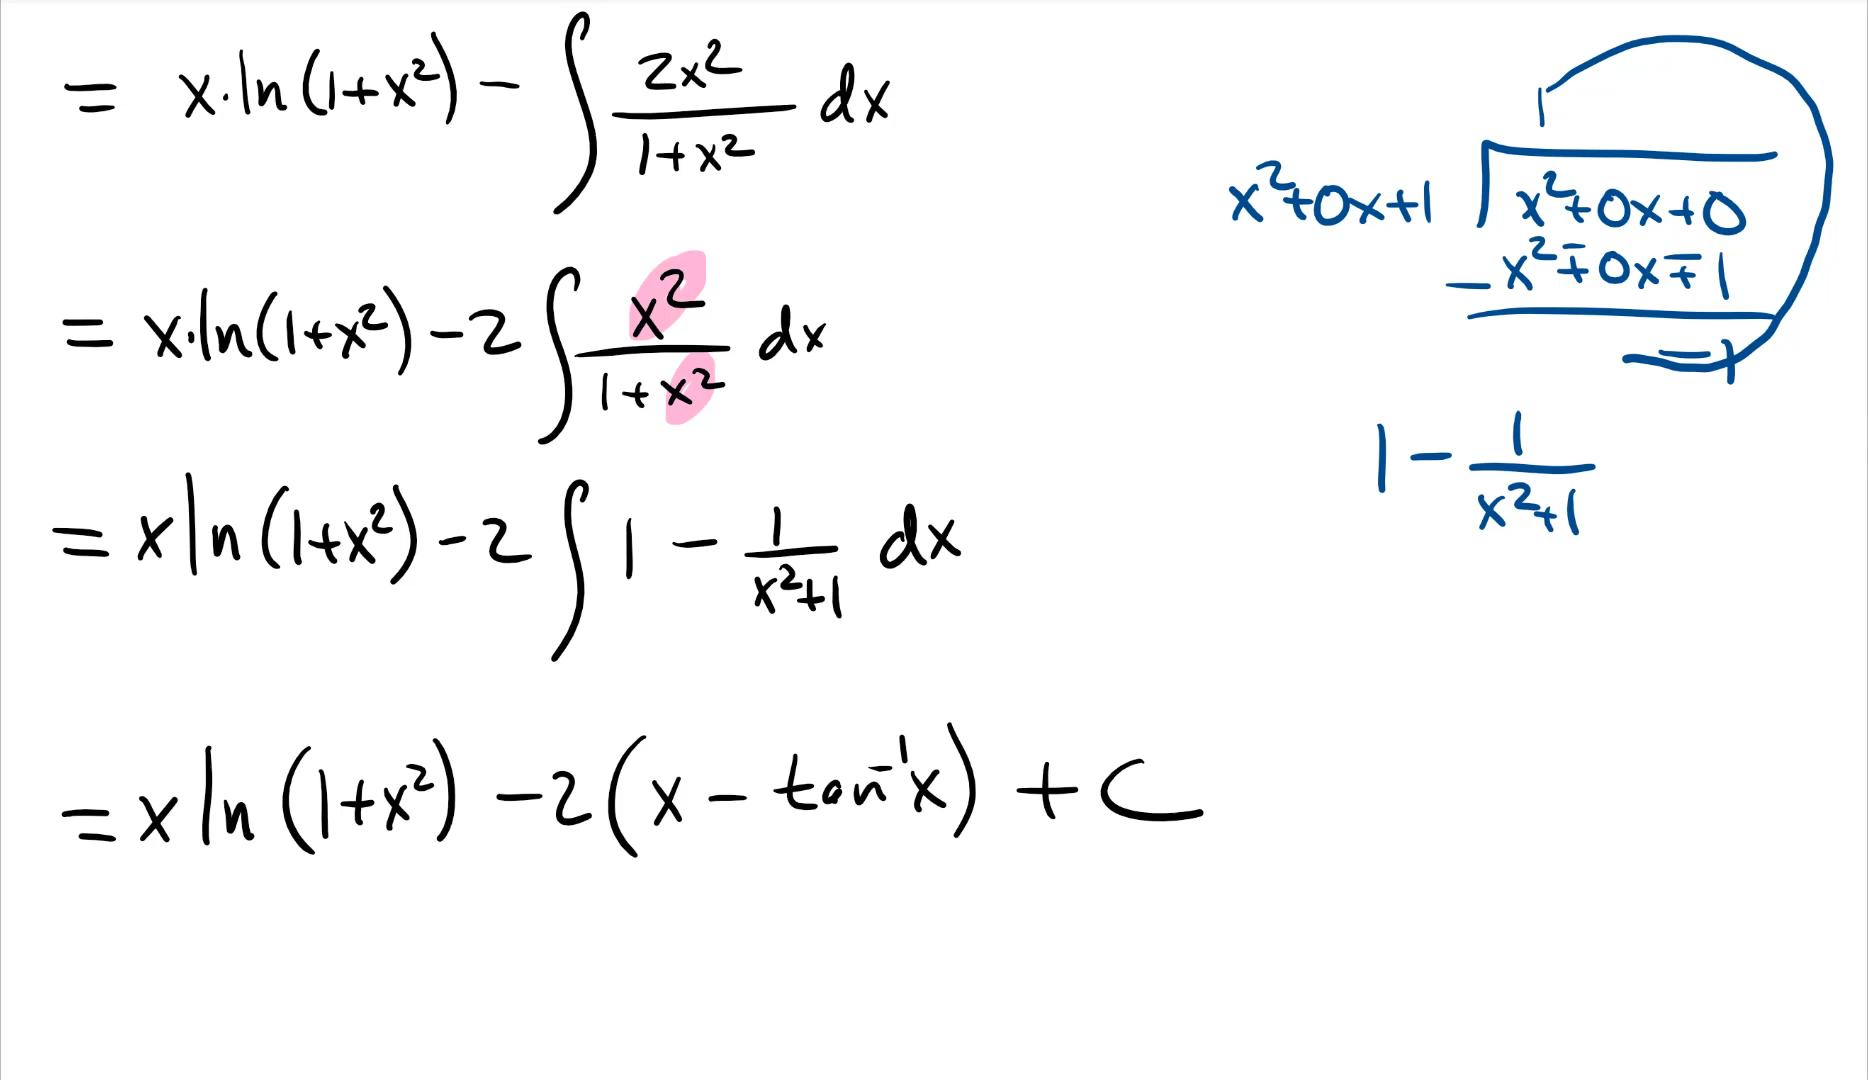 = x·ln(1+x²) - ∫ 2x²/(1+x²) dx
= x·ln(1+x²) - 2 ∫ x²/(1+x²) dx
= x ln(1+x²) - 2 ∫ 1 - 1/(x²+1) dx
= x ln(1+x²) - 2(x - tan⁻¹x) + C
1
x²+0x+1 √ x²+0x+0
- x² ∓ 0x ∓ 1
-1
1 - 1/(x²+1)